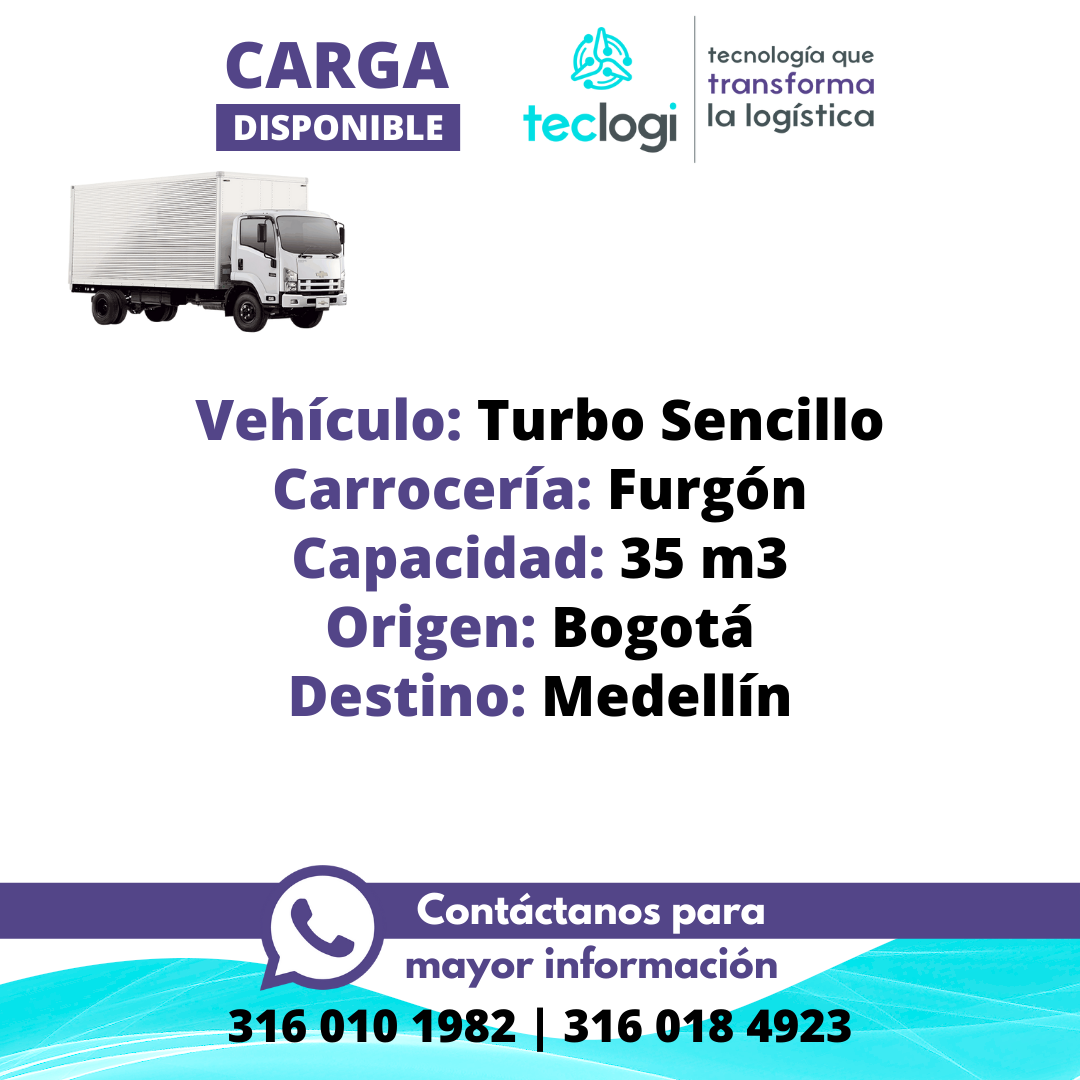 CARGA
DISPONIBLE
teclogi
tecnología que
transforma
la logística
Vehículo: Turbo Sencillo
Carrocería: Furgón
Capacidad: 35 m3
Origen: Bogotá
Destino: Medellín
Contáctanos para
mayor información
316 010 1982 | 316 018 4923